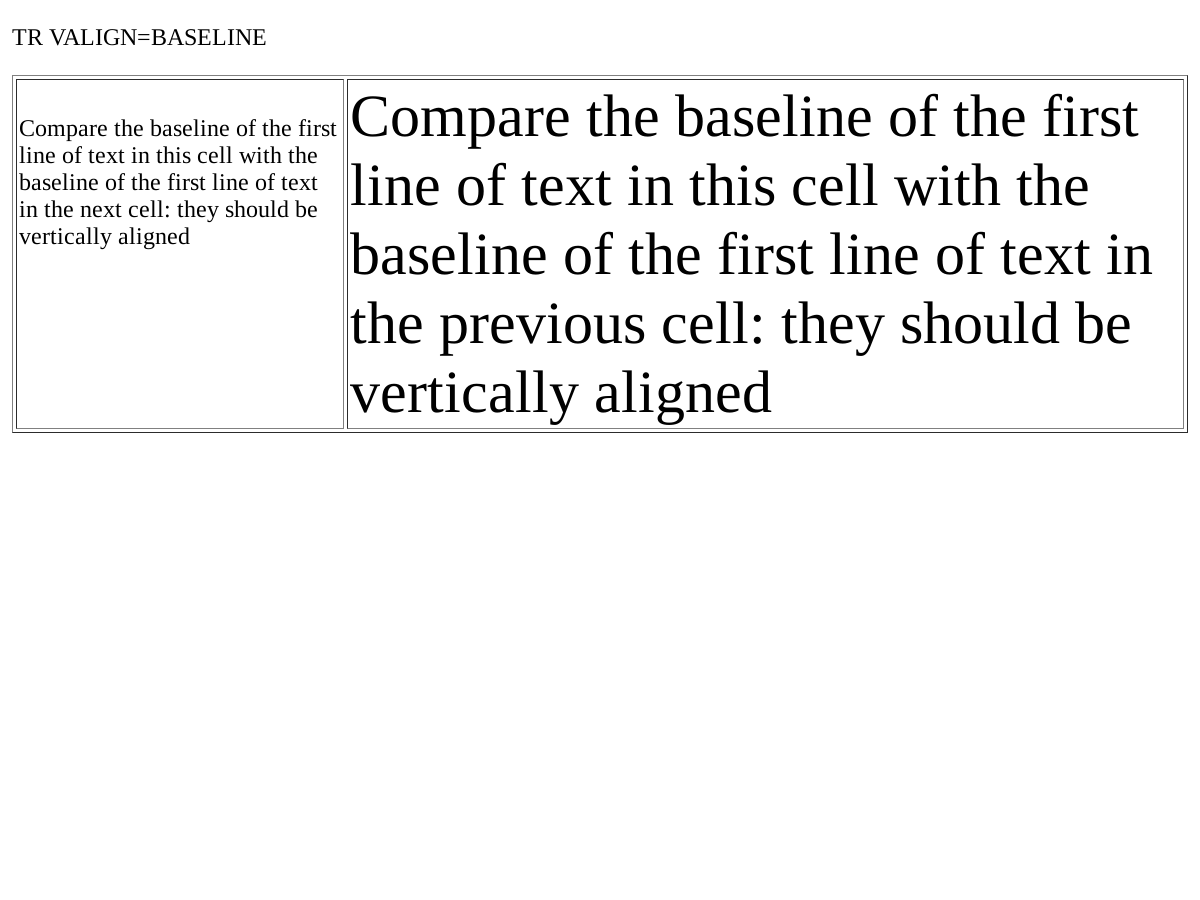 TR VALIGN=BASELINE
Compare the baseline of the first
line of text in this cell with the
baseline of the first line of text
in the next cell: they should be
vertically aligned
Compare the baseline of the first
line of text in this cell with the
baseline of the first line of text in
the previous cell: they should be
vertically aligned